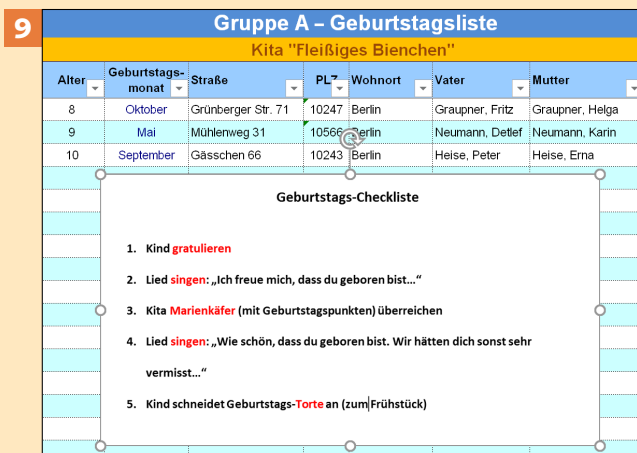 9
Gruppe A – Geburtstagsliste
Kita "Fleißiges Bienchen"
Alter Geburtstags-monat Straße PLZ Wohnort Vater Mutter
8 Oktober Grünberger Str. 71 10247 Berlin Graupner, Fritz Graupner, Helga
9 Mai Mühlenweg 31 10566 Berlin Neumann, Detlef Neumann, Karin
10 September Gässchen 66 10243 Berlin Heise, Peter Heise, Erna
Geburtstags-Checkliste
1. Kind gratulieren
2. Lied singen: „Ich freue mich, dass du geboren bist...“
3. Kita Marienkäfer (mit Geburtstagspunkten) überreichen
4. Lied singen: „Wie schön, dass du geboren bist. Wir hätten dich sonst sehr
vermisst...“
5. Kind schneidet Geburtstags-Torte an (zum Frühstück)